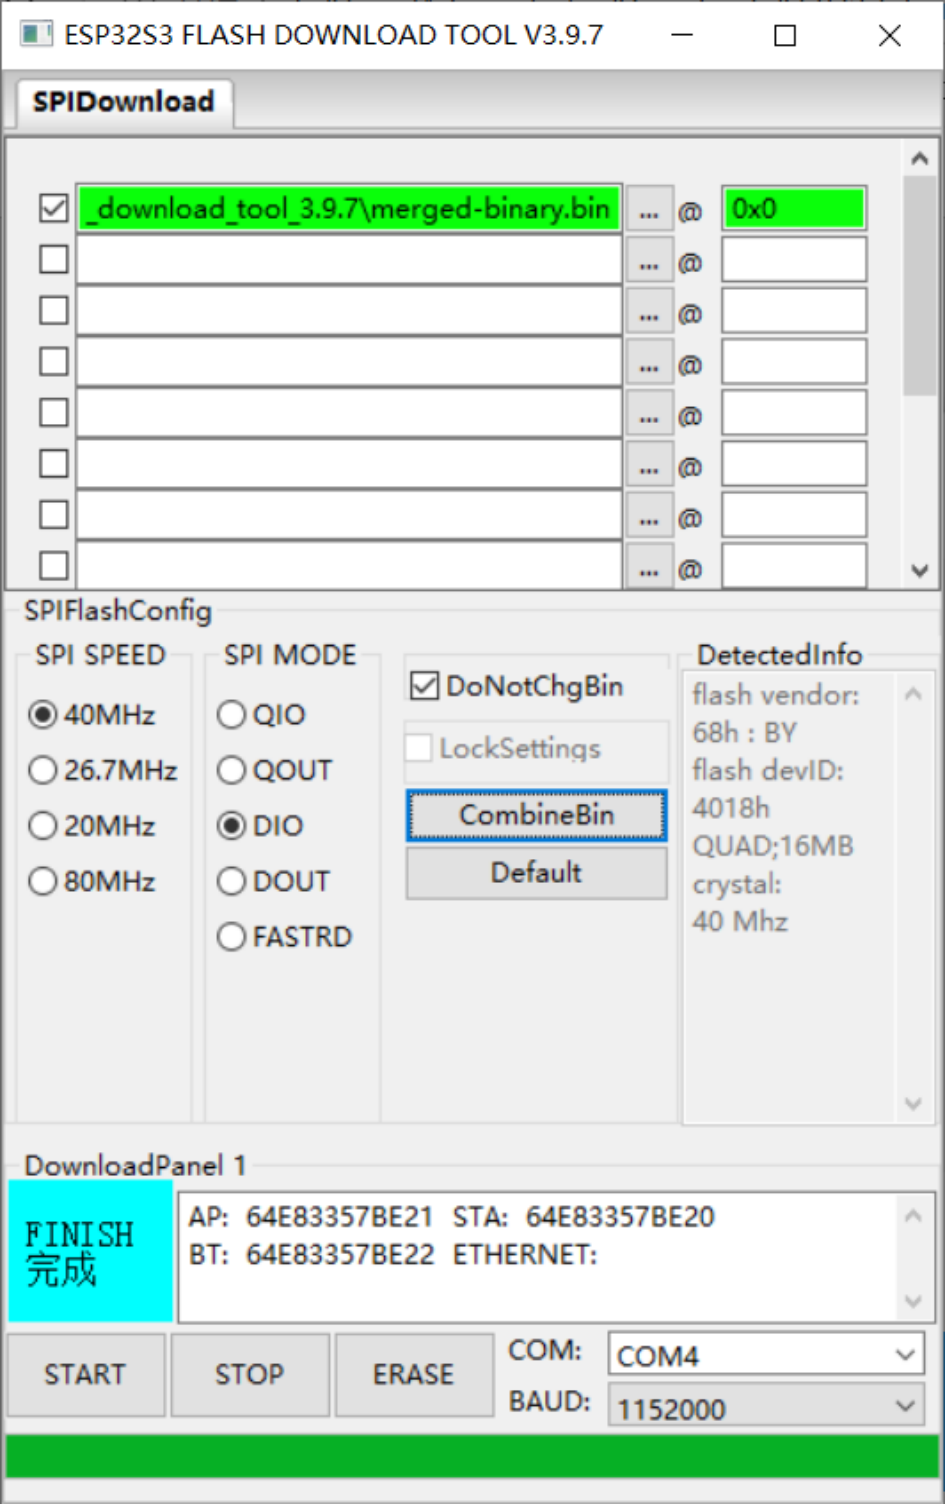 ESP32S3 FLASH DOWNLOAD TOOL V3.9.7
SPIDownload
_download_tool_3.9.7\merged-binary.bin ... @ 0x0
... @
... @
... @
... @
... @
... @
... @
SPIFlashConfig
SPI SPEED
40MHz
26.7MHz
20MHz
80MHz
SPI MODE
QIO
QOUT
DIO
DOUT
FASTRD
DoNotChgBin
LockSettings
CombineBin
Default
DetectedInfo
flash vendor:
68h : BY
flash devID:
4018h
QUAD;16MB
crystal:
40 Mhz
DownloadPanel 1
FINISH
完成
AP: 64E83357BE21 STA: 64E83357BE20
BT: 64E83357BE22 ETHERNET:
START STOP ERASE
COM: COM4
BAUD: 1152000